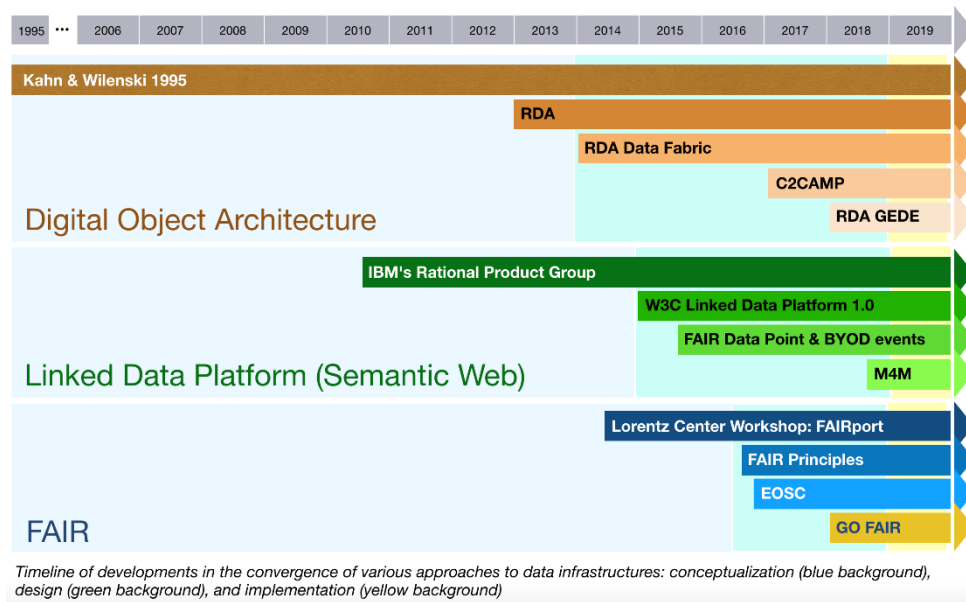 1995 ••• 2006 2007 2008 2009 2010 2011 2012 2013 2014 2015 2016 2017 2018 2019
Kahn & Wilenski 1995
RDA
RDA Data Fabric
C2CAMP
RDA GEDE
Digital Object Architecture
IBM's Rational Product Group
W3C Linked Data Platform 1.0
FAIR Data Point & BYOD events
M4M
Linked Data Platform (Semantic Web)
Lorentz Center Workshop: FAIRport
FAIR Principles
EOSC
GO FAIR
FAIR
Timeline of developments in the convergence of various approaches to data infrastructures: conceptualization (blue background),
design (green background), and implementation (yellow background)